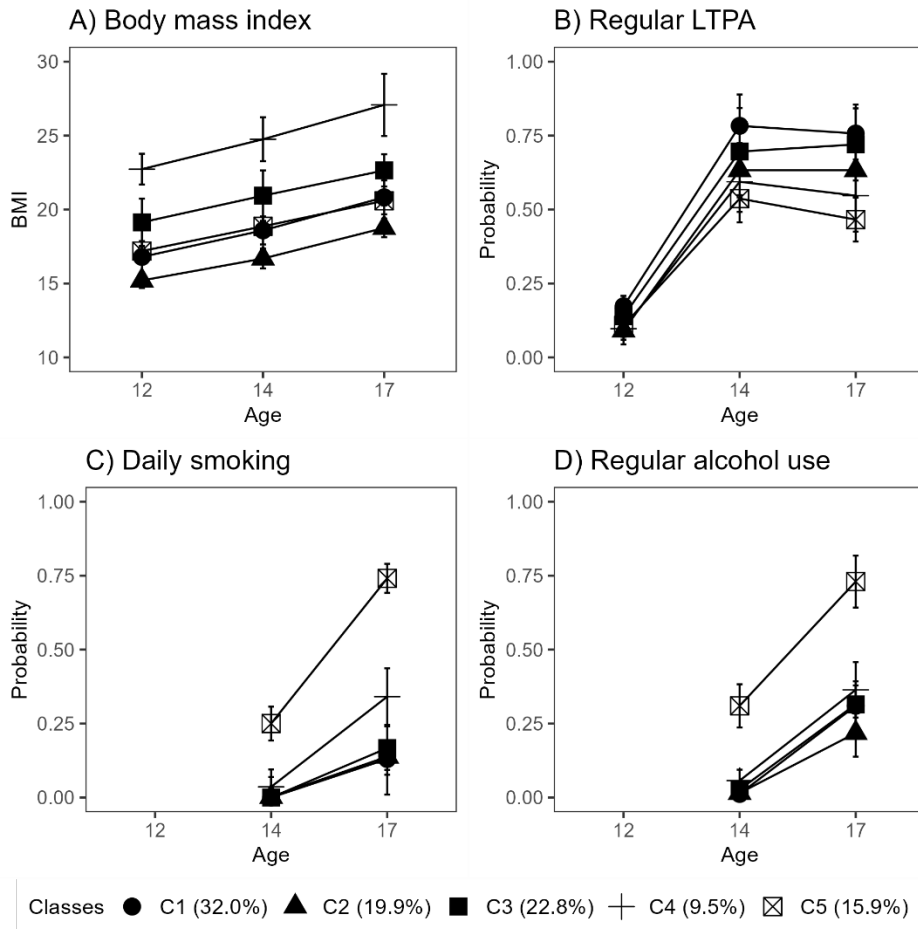 A) Body mass index
B) Regular LTPA
30
25
20
15
10
BMI
12 14 17
Age
1.00
0.75
0.50
0.25
0.00
Probability
12 14 17
Age
C) Daily smoking
D) Regular alcohol use
1.00
0.75
0.50
0.25
0.00
Probability
12 14 17
Age
1.00
0.75
0.50
0.25
0.00
Probability
12 14 17
Age
Classes C1 (32.0%) C2 (19.9%) C3 (22.8%) C4 (9.5%) C5 (15.9%)